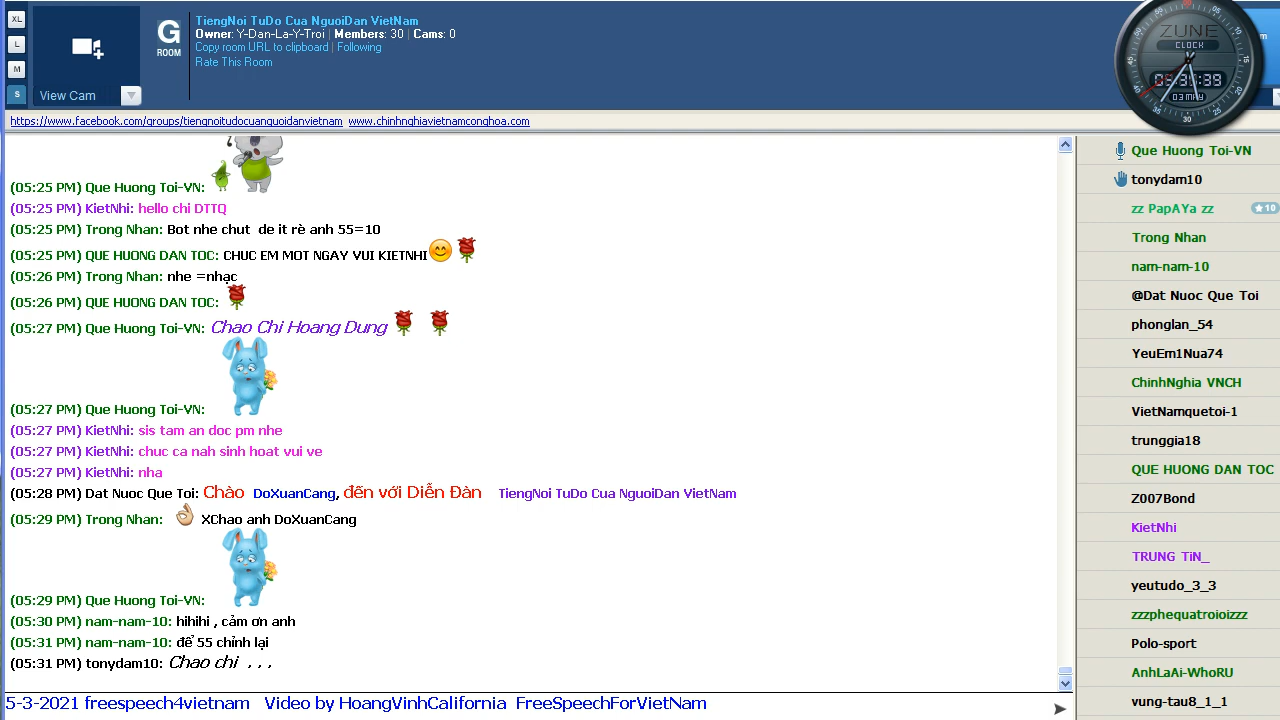 XL
L
M
S
View Cam
G
ROOM
TiengNoi TuDo Cua NguoiDan VietNam
Owner: Y-Dan-La-Y-Troi | Members: 30 | Cams: 0
Copy room URL to clipboard | Following
Rate This Room
ZUNE
CLOCK
03 MAY
https://www.facebook.com/groups/tiengnoitudocuanguoidanvietnam www.chinhnghiavietnamconghoa.com
(05:25 PM) Que Huong Toi-VN:
(05:25 PM) KietNhi: hello chi DTTQ
(05:25 PM) Trong Nhan: Bot nhe chut de it rè anh 55=10
(05:25 PM) QUE HUONG DAN TOC: CHUC EM MOT NGAY VUI KIETNHI
(05:26 PM) Trong Nhan: nhe =nhạc
(05:26 PM) QUE HUONG DAN TOC:
(05:27 PM) Que Huong Toi-VN: Chao Chi Hoang Dung
(05:27 PM) Que Huong Toi-VN:
(05:27 PM) KietNhi: sis tam an doc pm nhe
(05:27 PM) KietNhi: chuc ca nah sinh hoat vui ve
(05:27 PM) KietNhi: nha
(05:28 PM) Dat Nuoc Que Toi: Chào DoXuanCang, đến với Diễn Đàn TiengNoi TuDo Cua NguoiDan VietNam
(05:29 PM) Trong Nhan: XChao anh DoXuanCang
(05:29 PM) Que Huong Toi-VN:
(05:30 PM) nam-nam-10: hihihi , cảm ơn anh
(05:31 PM) nam-nam-10: để 55 chỉnh lại
(05:31 PM) tonydam10: Chao chi . . .
5-3-2021 freespeech4vietnam Video by HoangVinhCalifornia FreeSpeechForVietNam
Que Huong Toi-VN
tonydam10
zz PapAYa zz ★10
Trong Nhan
nam-nam-10
@Dat Nuoc Que Toi
phonglan_54
YeuEm1Nua74
ChinhNghia VNCH
VietNamquetoi-1
trunggia18
QUE HUONG DAN TOC
Z007Bond
KietNhi
TRUNG TiN_
yeutudo_3_3
zzzphequatroioizzz
Polo-sport
AnhLaAi-WhoRU
vung-tau8_1_1